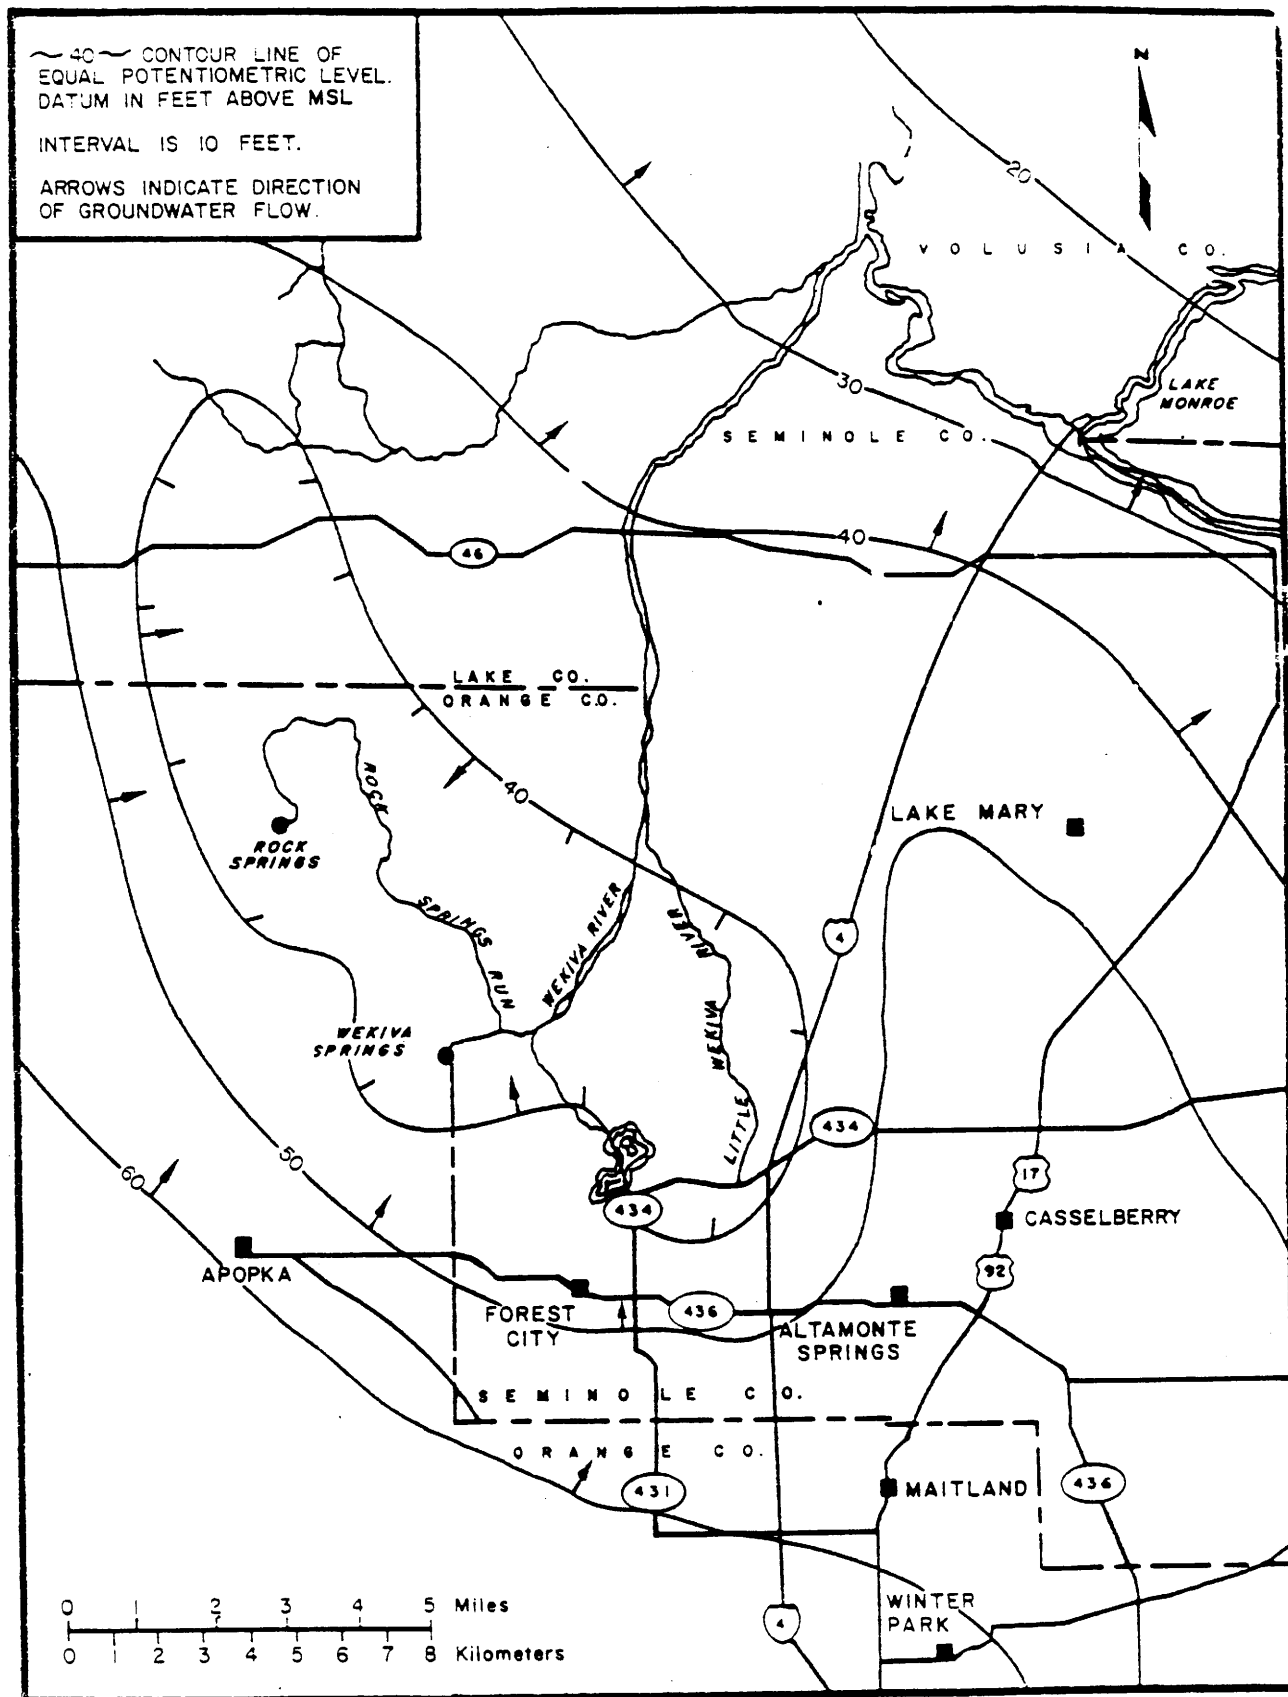 ~40~ CONTOUR LINE OF
EQUAL POTENTIOMETRIC LEVEL.
DATUM IN FEET ABOVE MSL
INTERVAL IS 10 FEET.
ARROWS INDICATE DIRECTION
OF GROUNDWATER FLOW.
N
20
VOLUSIA CO.
30
LAKE
MONROE
SEMINOLE CO.
40
46
LAKE CO.
ORANGE CO.
40
ROCK
SPRINGS
RUN
ROCK
SPRINGS
LAKE MARY
WEKIVA RIVER
LITTLE
WEKIVA
RIVER
4
WEKIVA
SPRINGS
434
50
60
17
434
CASSELBERRY
APOPKA
92
FOREST
CITY
436
ALTAMONTE
SPRINGS
SEMINOLE CO.
ORANGE CO.
431
MAITLAND
436
WINTER
PARK
4
0 1 2 3 4 5 Miles
0 1 2 3 4 5 6 7 8 Kilometers